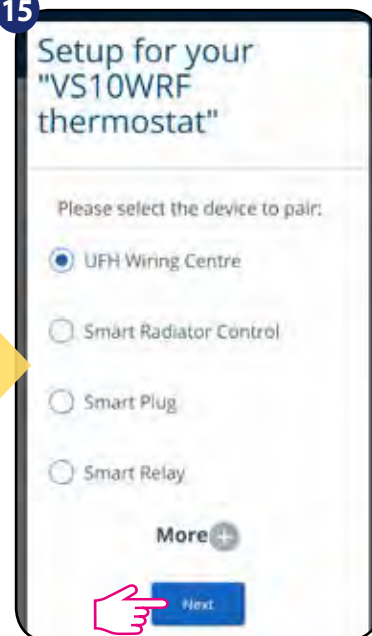 15
Setup for your
"VS10WRF
thermostat"
Please select the device to pair:
UFH Wiring Centre
Smart Radiator Control
Smart Plug
Smart Relay
More
Next